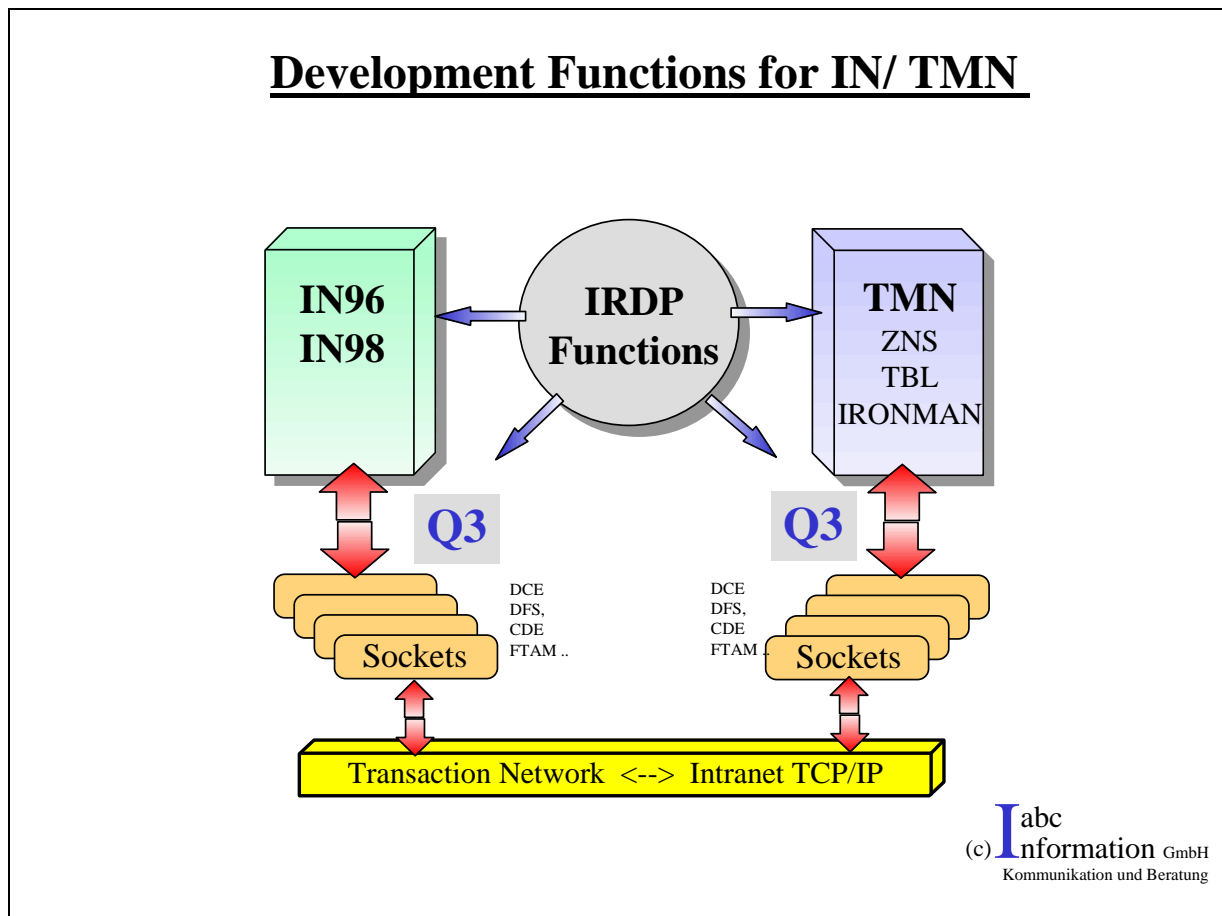 Development Functions for IN/ TMN
IN96
IN98
IRDP
Functions
TMN
ZNS
TBL
IRONMAN
Q3
Q3
DCE
DFS,
CDE
FTAM ..
DCE
DFS,
CDE
FTAM ..
Sockets
Sockets
Transaction Network <--> Intranet TCP/IP
abc
(c) Information GmbH
Kommunikation und Beratung